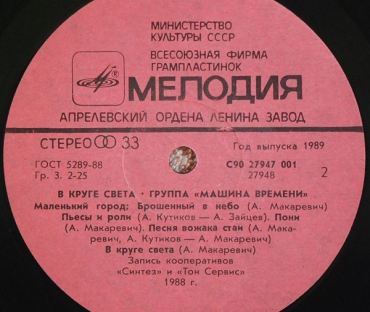 МИНИСТЕРСТВО
КУЛЬТУРЫ СССР
ВСЕСОЮЗНАЯ ФИРМА
ГРАМПЛАСТИНОК
МЕЛОДИЯ
АПРЕЛЕВСКИЙ ОРДЕНА ЛЕНИНА ЗАВОД
СТЕРЕО 33
Год выпуска 1989
ГОСТ 5289-88
С90 27947 001
Гр. 3. 2-25
27948
2
В КРУГЕ СВЕТА · ГРУППА «МАШИНА ВРЕМЕНИ»
Маленький город; Брошенный в небо (А. Макаревич)
Пьесы и роли (А. Кутиков — А. Зайцев). Пони
(А. Макаревич). Песня вожака стаи (А. Мака-
ревич, А. Кутиков — А. Макаревич)
В круге света (А. Макаревич)
Запись кооперативов
«Синтез» и «Тон Сервис»
1988 г.